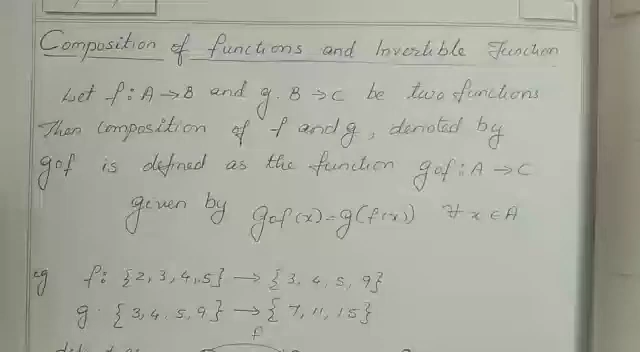 Composition of functions and Invertible Function
Let f: A → B and g: B → C be two functions
Then composition of f and g, denoted by
gof is defined as the function gof: A → C
given by gof(x) = g(f(x)) ∀ x ∈ A
eg f: {2, 3, 4, 5} → {3, 4, 5, 9}
g: {3, 4, 5, 9} → {7, 11, 15}
f